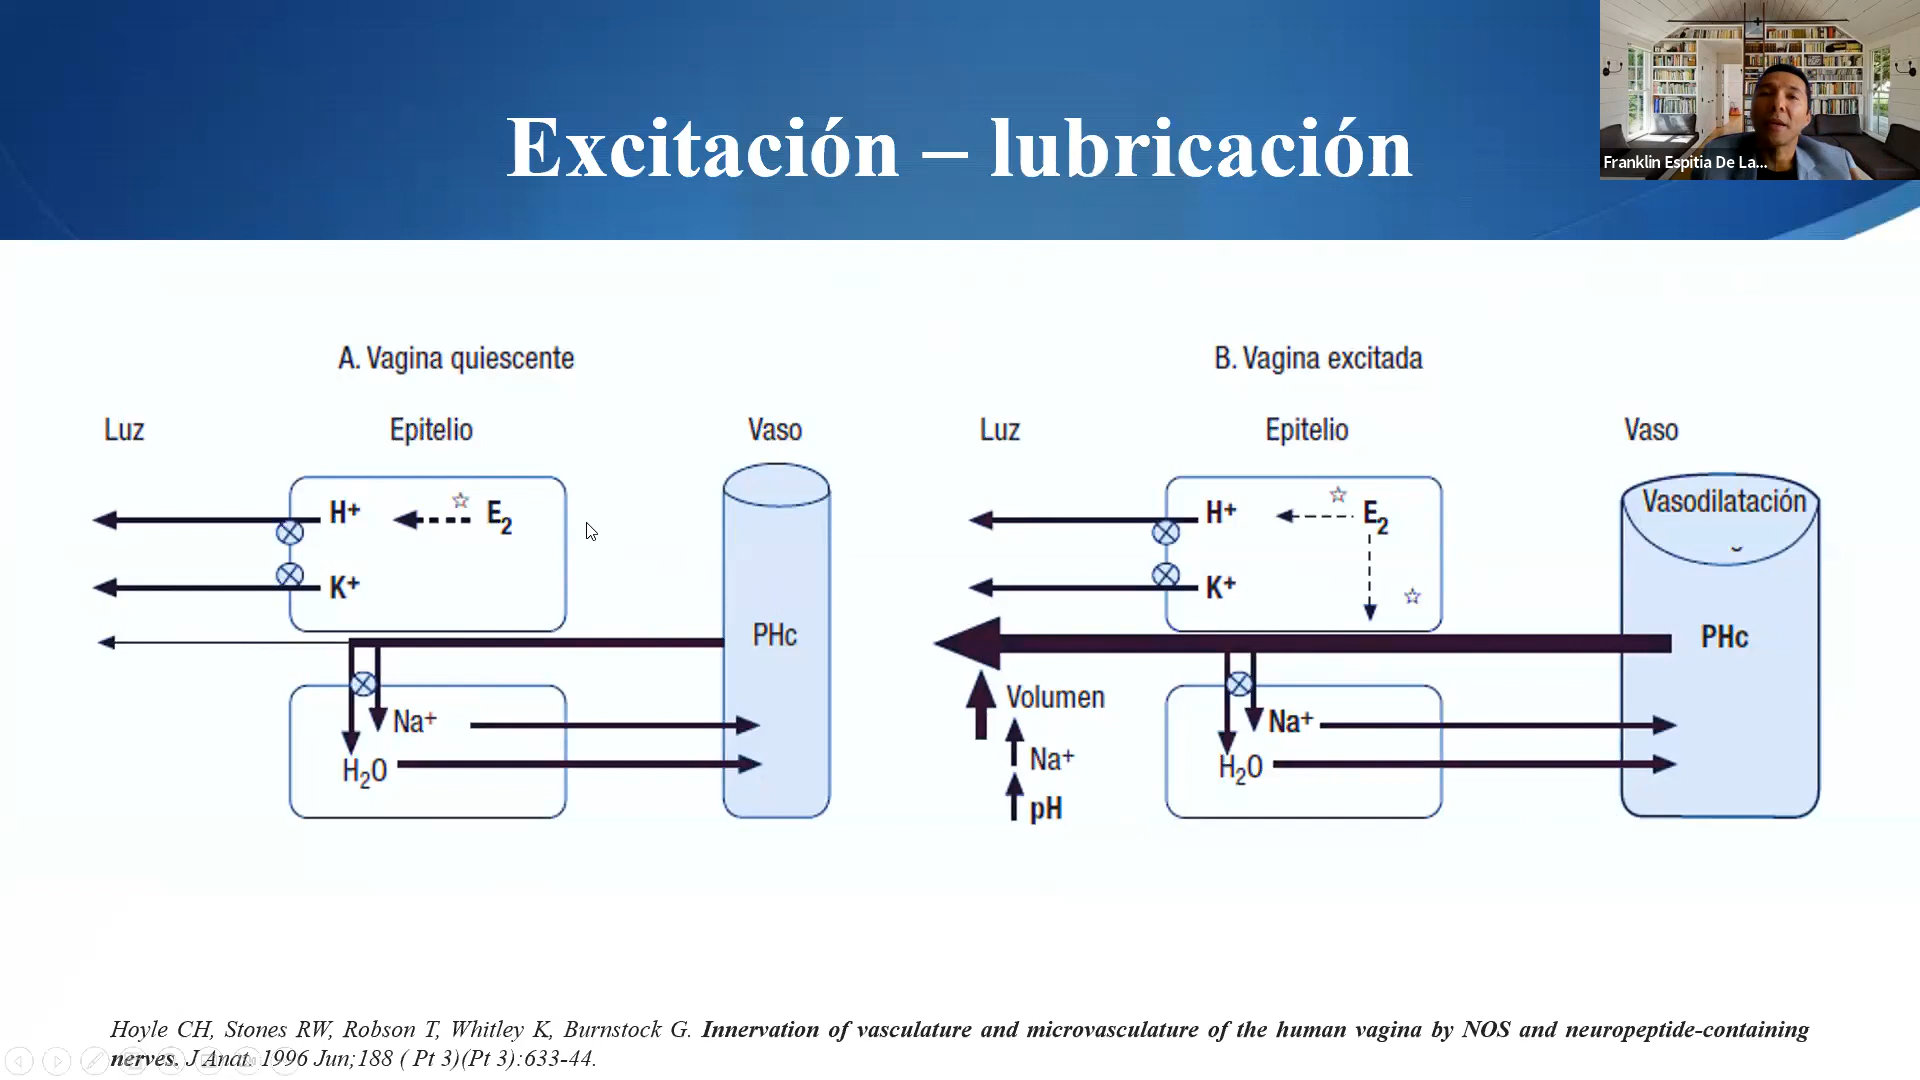 Excitación – lubricación
Franklin Espitia De La...
A. Vagina quiescente
Luz
Epitelio
Vaso
H+
E2
K+
PHc
Na+
H2O
B. Vagina excitada
Luz
Epitelio
Vaso
H+
E2
Vasodilatación
K+
PHc
Volumen
Na+
Na+
H2O
pH
Hoyle CH, Stones RW, Robson T, Whitley K, Burnstock G. Innervation of vasculature and microvasculature of the human vagina by NOS and neuropeptide-containing
nerves. J Anat. 1996 Jun;188 ( Pt 3)(Pt 3):633-44.